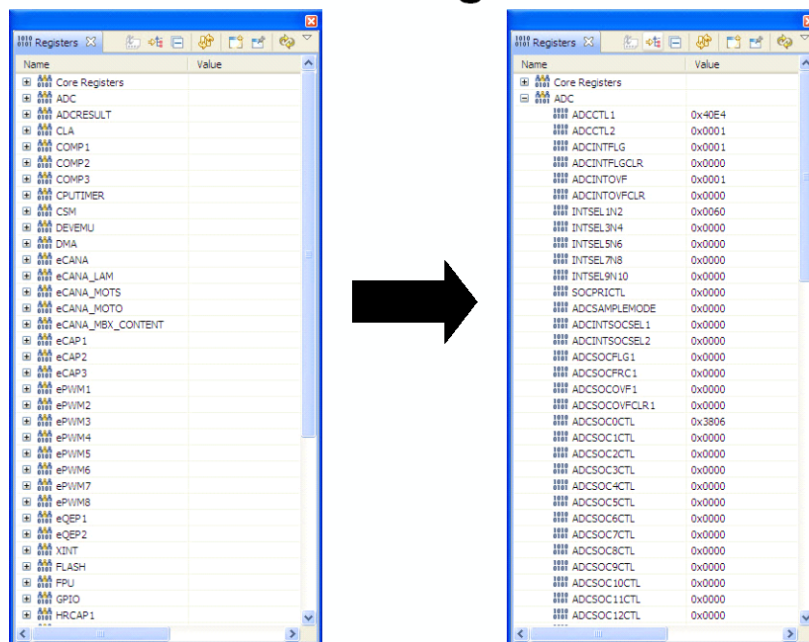 Registers
Name Value
Core Registers
ADC
ADCRESULT
CLA
COMP1
COMP2
COMP3
CPUTIMER
CSM
DEVEMU
DMA
eCANA
eCANA_LAM
eCANA_MOTS
eCANA_MOTO
eCANA_MBX_CONTENT
eCAP1
eCAP2
eCAP3
ePWM1
ePWM2
ePWM3
ePWM4
ePWM5
ePWM6
ePWM7
ePWM8
eQEP1
eQEP2
XINT
FLASH
FPU
GPIO
HRCAP1
Registers
Name Value
Core Registers
ADC
ADCCTL1 0x40E4
ADCCTL2 0x0001
ADCINTFLG 0x0001
ADCINTFLGCLR 0x0000
ADCINTOVF 0x0001
ADCINTOVFCLR 0x0000
INTSEL1N2 0x0060
INTSEL3N4 0x0000
INTSEL5N6 0x0000
INTSEL7N8 0x0000
INTSEL9N10 0x0000
SOCPRICTL 0x0000
ADCSAMPLEMODE 0x0000
ADCINTSOCSEL1 0x0000
ADCINTSOCSEL2 0x0000
ADCSOCFLG1 0x0000
ADCSOCFRC1 0x0000
ADCSOCOVF1 0x0000
ADCSOCOVFCLR1 0x0000
ADCSOC0CTL 0x3806
ADCSOC1CTL 0x0000
ADCSOC2CTL 0x0000
ADCSOC3CTL 0x0000
ADCSOC4CTL 0x0000
ADCSOC5CTL 0x0000
ADCSOC6CTL 0x0000
ADCSOC7CTL 0x0000
ADCSOC8CTL 0x0000
ADCSOC9CTL 0x0000
ADCSOC10CTL 0x0000
ADCSOC11CTL 0x0000
ADCSOC12CTL 0x0000